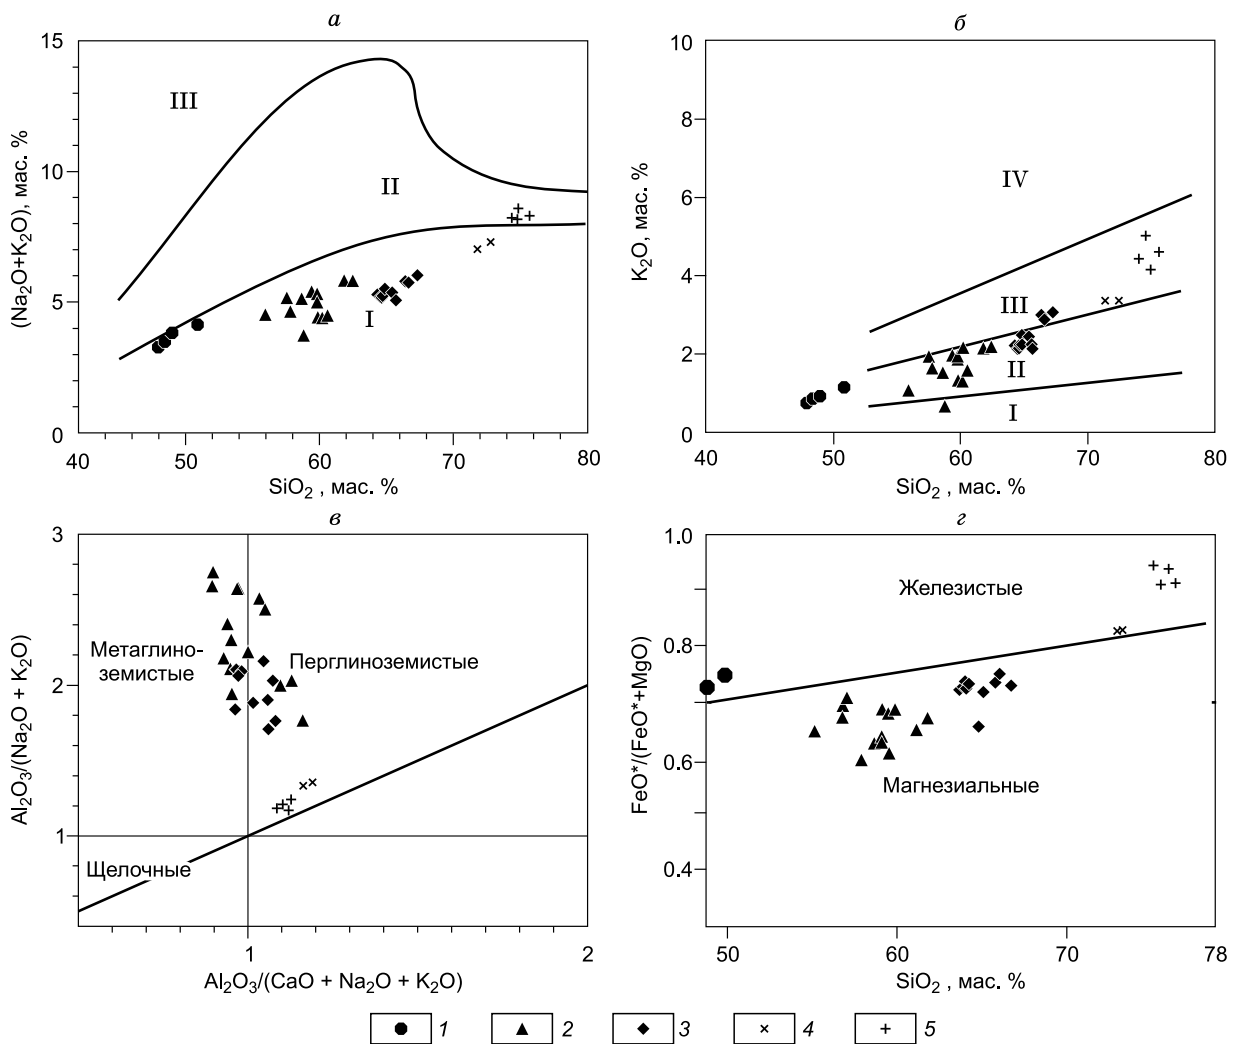 а
15
10
5
0
40
50
60
70
80
III
II
I
(Na2O+K2O), мас. %
SiO2 , мас. %
б
10
8
6
4
2
0
40
50
60
70
80
IV
III
II
I
K2O, мас. %
SiO2 , мас. %
в
3
2
1
1
2
Метаглино-
земистые
Перглиноземистые
Щелочные
Al2O3/(Na2O + K2O)
Al2O3/(CaO + Na2O + K2O)
г
1.0
0.8
0.6
0.4
50
60
70
78
Железистые
Магнезиальные
FeO*/(FeO*+MgO)
SiO2 , мас. %
1 2 3 4 5